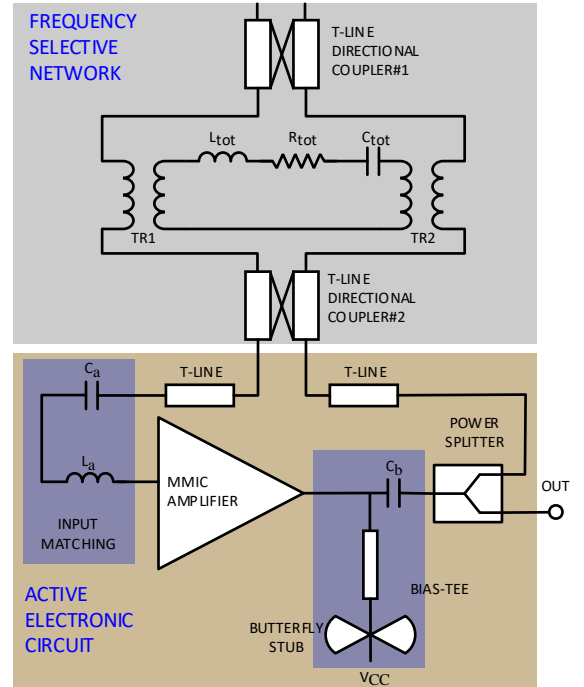 FREQUENCY
SELECTIVE
NETWORK
T-LINE
DIRECTIONAL
COUPLER#1
Ltot
Rtot
Ctot
TR1
TR2
T-LINE
DIRECTIONAL
COUPLER#2
Ca
T-LINE
T-LINE
La
MMIC
AMPLIFIER
Cb
POWER
SPLITTER
OUT
INPUT
MATCHING
BIAS-TEE
ACTIVE
ELECTRONIC
CIRCUIT
BUTTERFLY
STUB
VCC